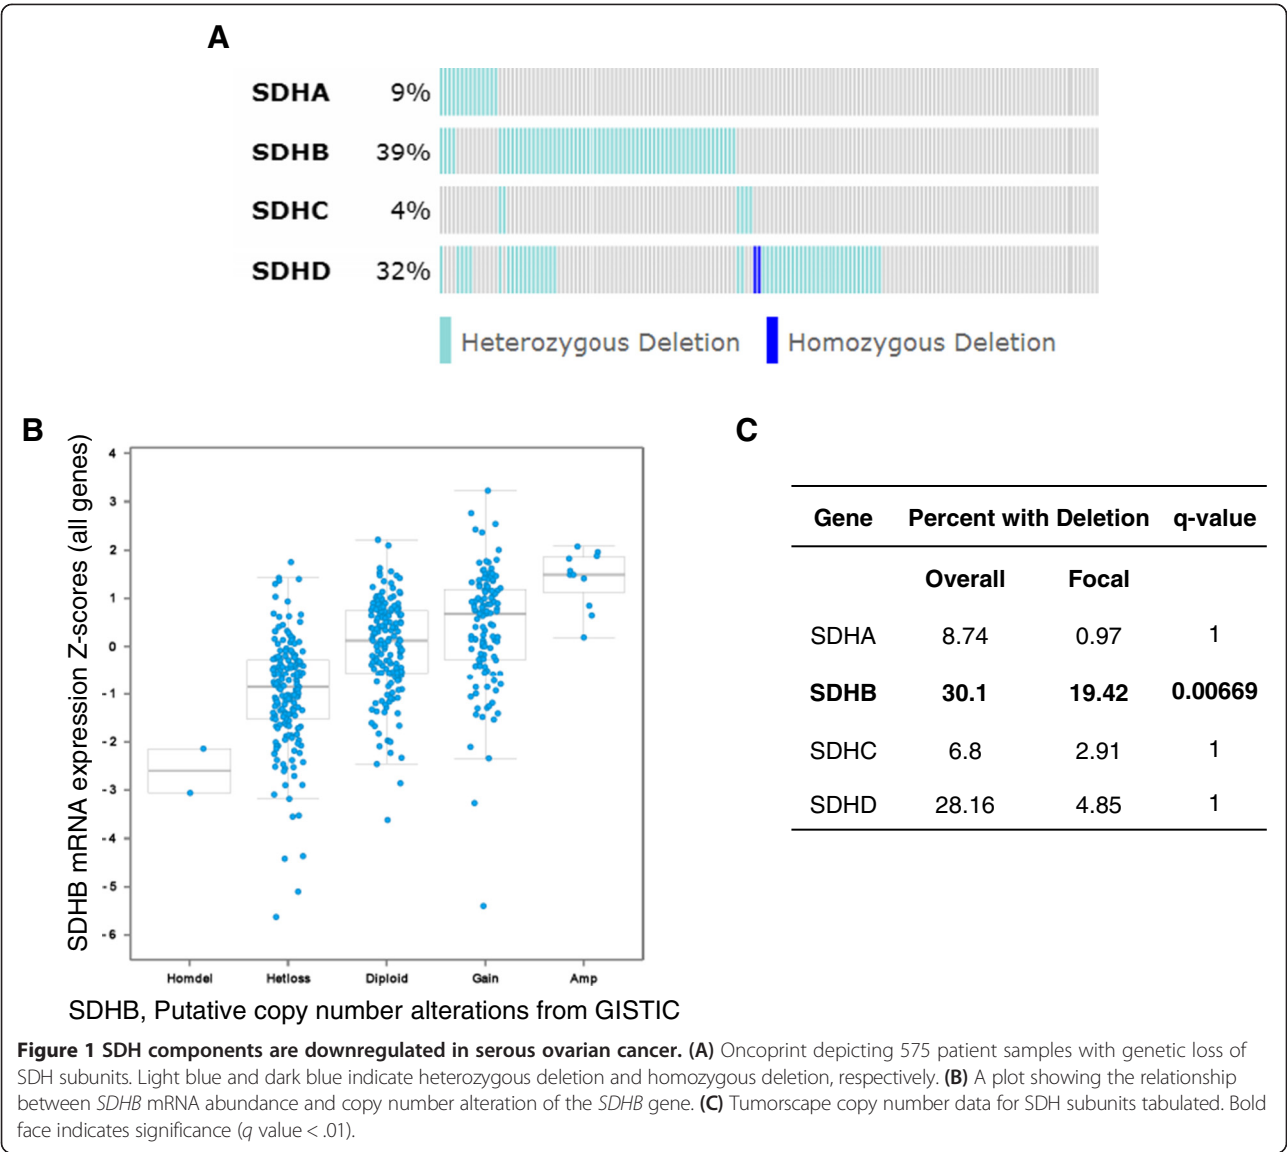 A
SDHA 9%
SDHB 39%
SDHC 4%
SDHD 32%
Heterozygous Deletion Homozygous Deletion
B
SDHB mRNA expression Z-scores (all genes)
4
3
2
1
0
-1
-2
-3
-4
-5
-6
Homdel Hetloss Diploid Gain Amp
SDHB, Putative copy number alterations from GISTIC
C
Gene Percent with Deletion q-value
Overall Focal
SDHA 8.74 0.97 1
SDHB 30.1 19.42 0.00669
SDHC 6.8 2.91 1
SDHD 28.16 4.85 1
Figure 1 SDH components are downregulated in serous ovarian cancer. (A) Oncoprint depicting 575 patient samples with genetic loss of
SDH subunits. Light blue and dark blue indicate heterozygous deletion and homozygous deletion, respectively. (B) A plot showing the relationship
between SDHB mRNA abundance and copy number alteration of the SDHB gene. (C) Tumorscape copy number data for SDH subunits tabulated. Bold
face indicates significance (q value < .01).